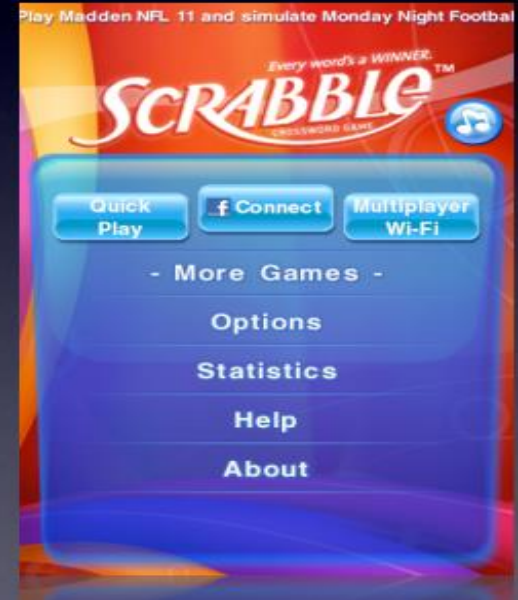 Play Madden NFL 11 and simulate Monday Night Footbal
Every word's a WINNER.
SCRABBLE™
CROSSWORD GAME
Quick
Play
f Connect
Multiplayer
Wi-Fi
- More Games -
Options
Statistics
Help
About